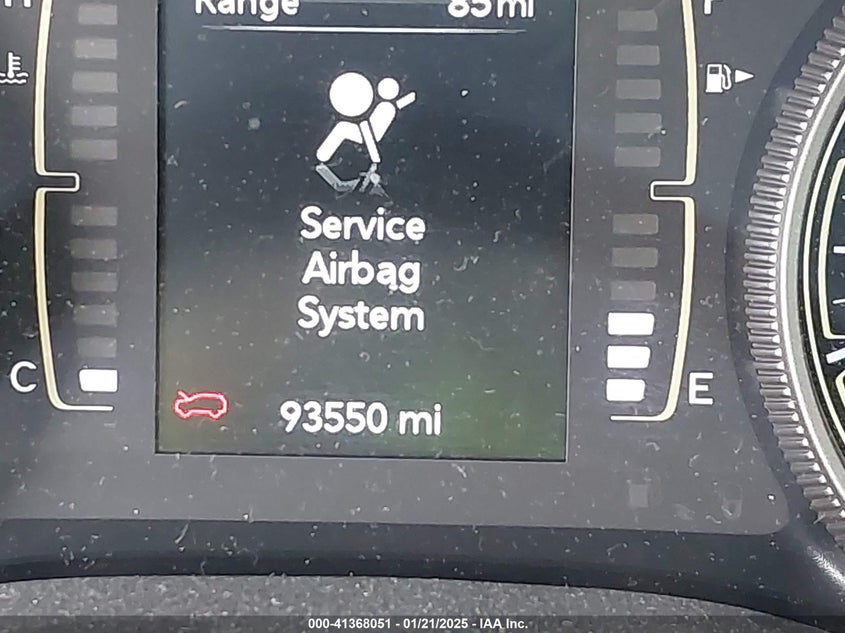 Range 85 mi
F
Service
Airbag
System
C
E
93550 mi
000-41368051 - 01/21/2025 - IAA, Inc.